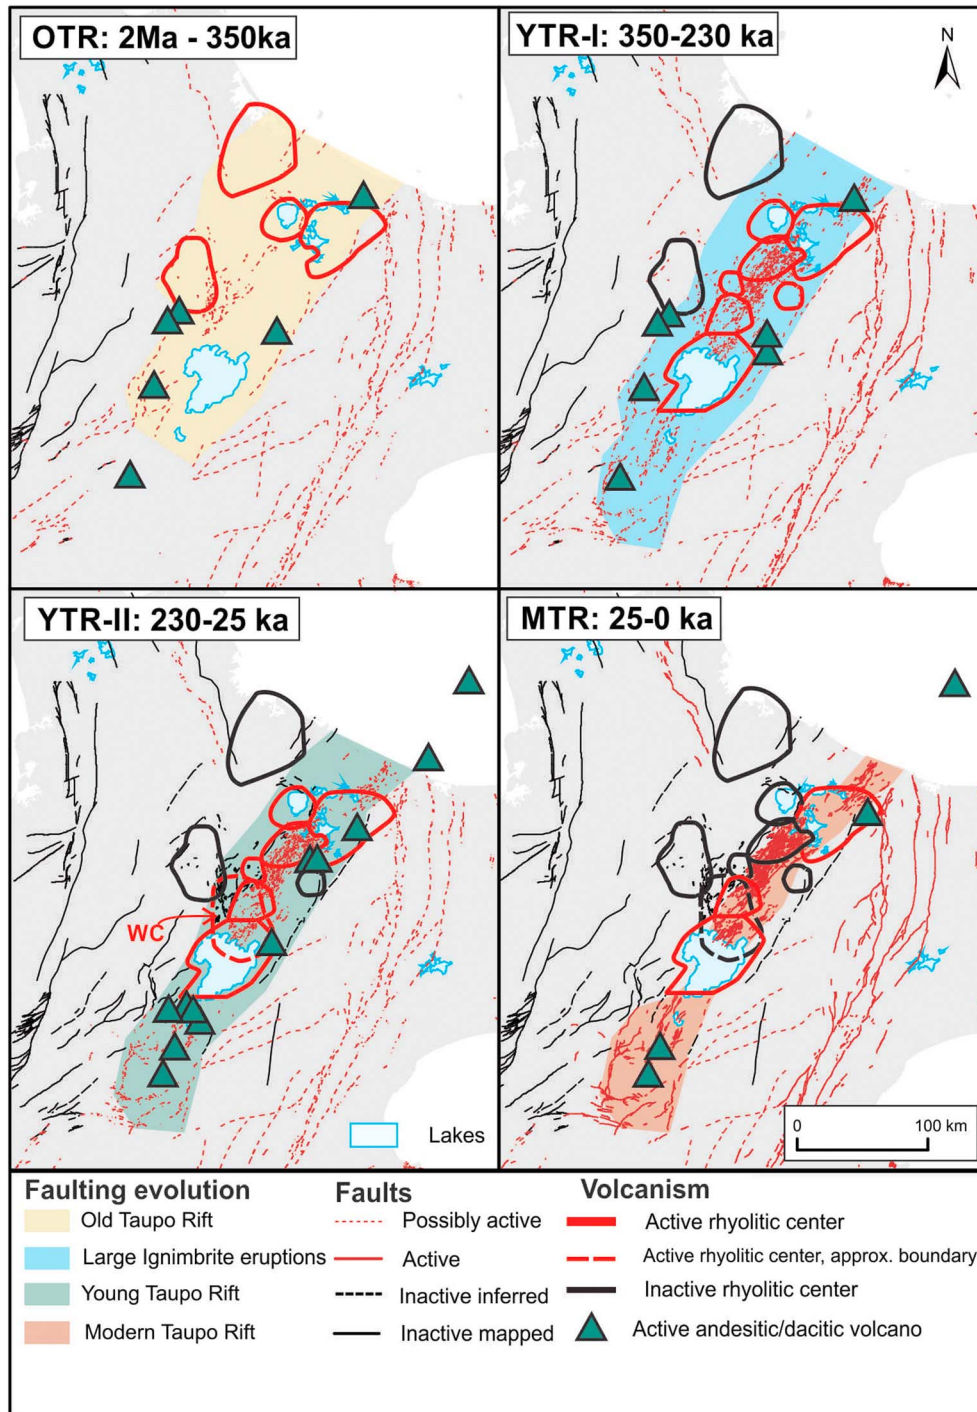 OTR: 2Ma - 350ka
YTR-I: 350-230 ka
N
YTR-II: 230-25 ka
MTR: 25-0 ka
WC
Lakes
0 100 km
Faulting evolution
Old Taupo Rift
Large Ignimbrite eruptions
Young Taupo Rift
Modern Taupo Rift
Faults
Possibly active
Active
Inactive inferred
Inactive mapped
Volcanism
Active rhyolitic center
Active rhyolitic center, approx. boundary
Inactive rhyolitic center
Active andesitic/dacitic volcano